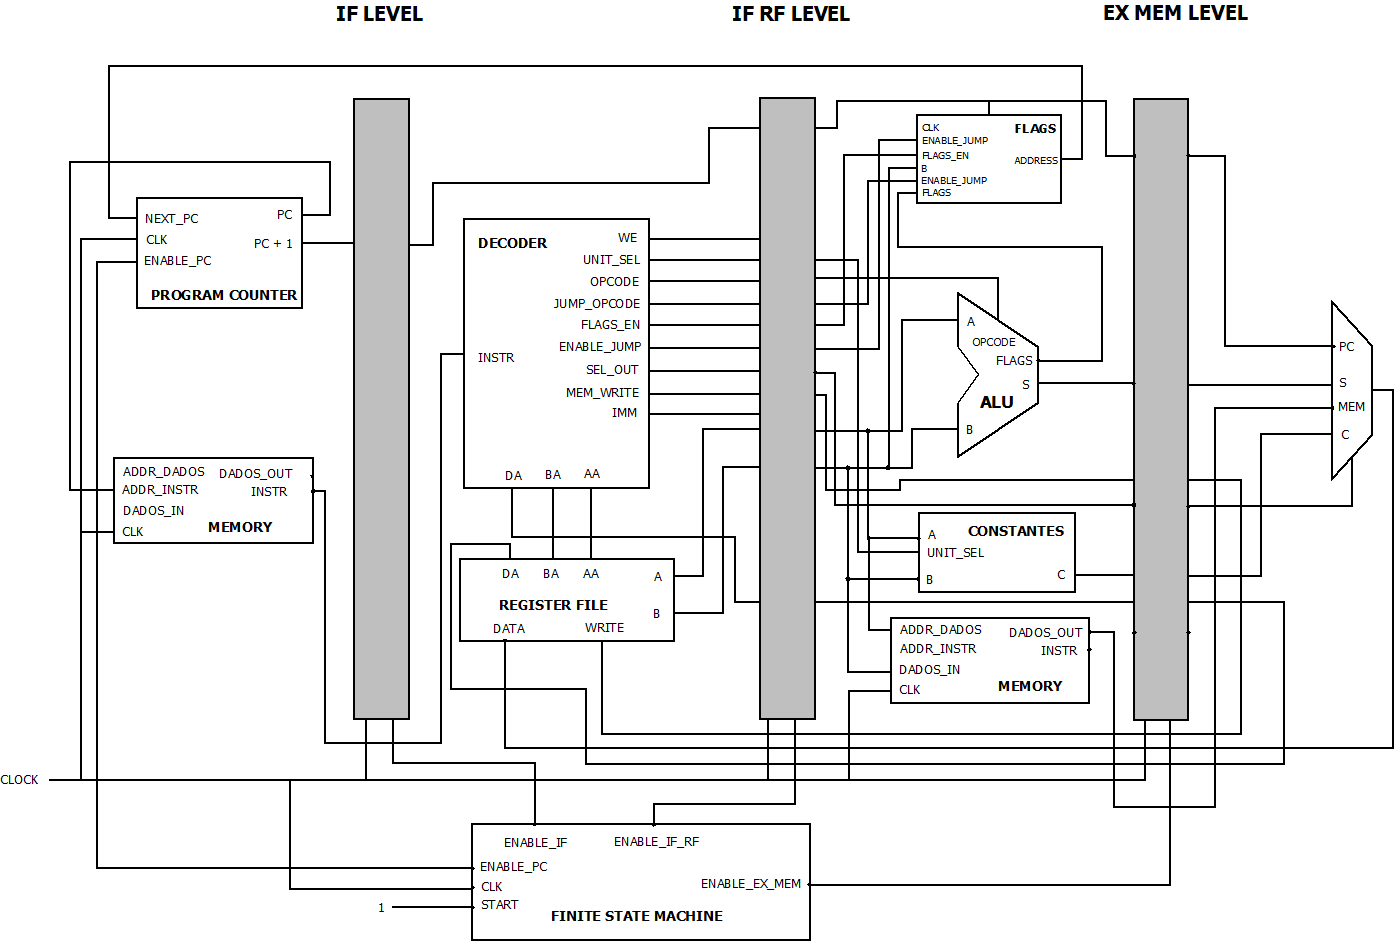 IF LEVEL
IF RF LEVEL
EX MEM LEVEL
NEXT_PC
PC
CLK
PC + 1
ENABLE_PC
PROGRAM COUNTER
DECODER
WE
UNIT_SEL
OPCODE
JUMP_OPCODE
FLAGS_EN
ENABLE_JUMP
INSTR
SEL_OUT
MEM_WRITE
IMM
DA
BA
AA
CLK
FLAGS
ENABLE_JUMP
FLAGS_EN
ADDRESS
B
ENABLE_JUMP
FLAGS
A
OPCODE
FLAGS
S
ALU
B
PC
S
MEM
C
ADDR_DADOS
DADOS_OUT
ADDR_INSTR
INSTR
DADOS_IN
MEMORY
CLK
DA
BA
AA
A
REGISTER FILE
B
DATA
WRITE
A
CONSTANTES
UNIT_SEL
B
C
ADDR_DADOS
DADOS_OUT
ADDR_INSTR
INSTR
DADOS_IN
MEMORY
CLK
CLOCK
ENABLE_IF
ENABLE_IF_RF
ENABLE_PC
CLK
ENABLE_EX_MEM
1
START
FINITE STATE MACHINE